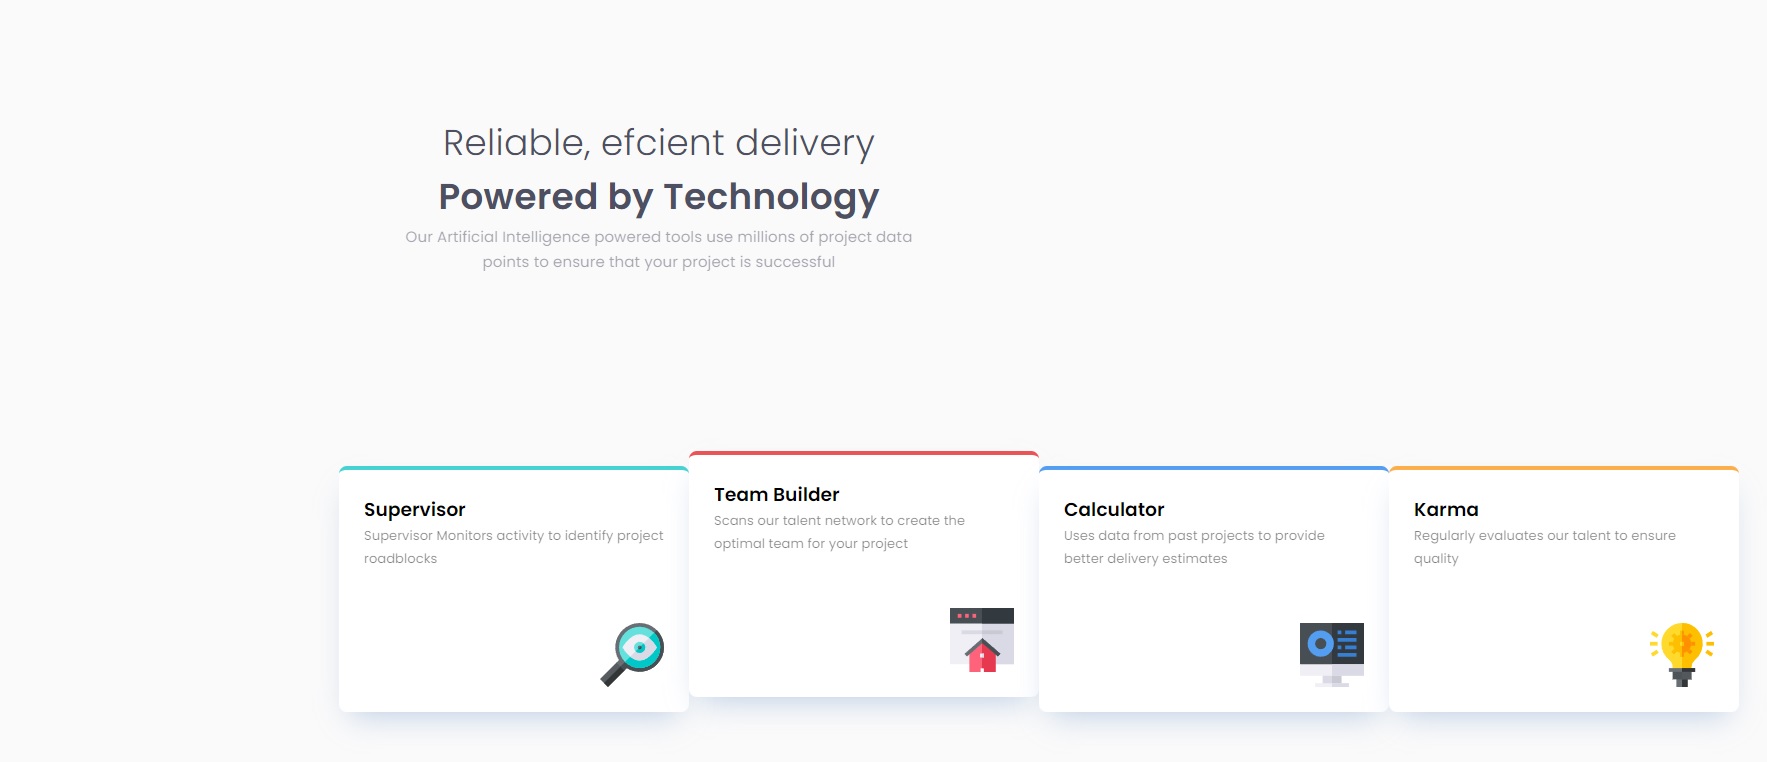 Reliable, efcient delivery
Powered by Technology
Our Artificial Intelligence powered tools use millions of project data
points to ensure that your project is successful
Supervisor
Supervisor Monitors activity to identify project
roadblocks
Team Builder
Scans our talent network to create the
optimal team for your project
Calculator
Uses data from past projects to provide
better delivery estimates
Karma
Regularly evaluates our talent to ensure
quality